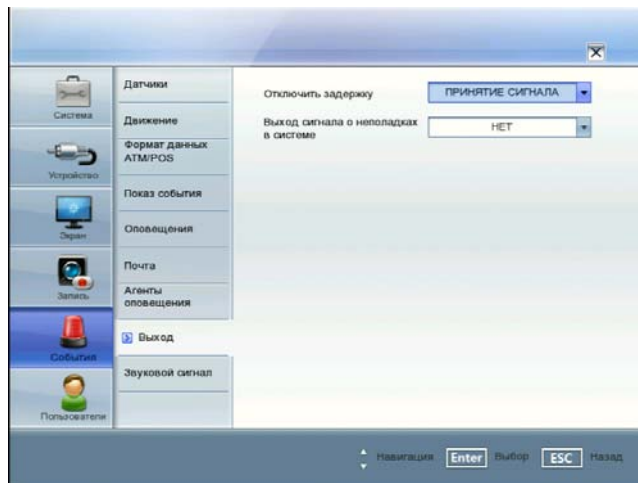 Система
Устройство
Экран
Запись
События
Пользователи
Датчики
Движение
Формат данных
ATM/POS
Показ события
Оповещения
Почта
Агенты
оповещения
Выход
Звуковой сигнал
Отключить задержку
ПРИНЯТИЕ СИГНАЛА
Выход сигнала о неполадках
в системе
НЕТ
Навигация Enter Выбор ESC Назад